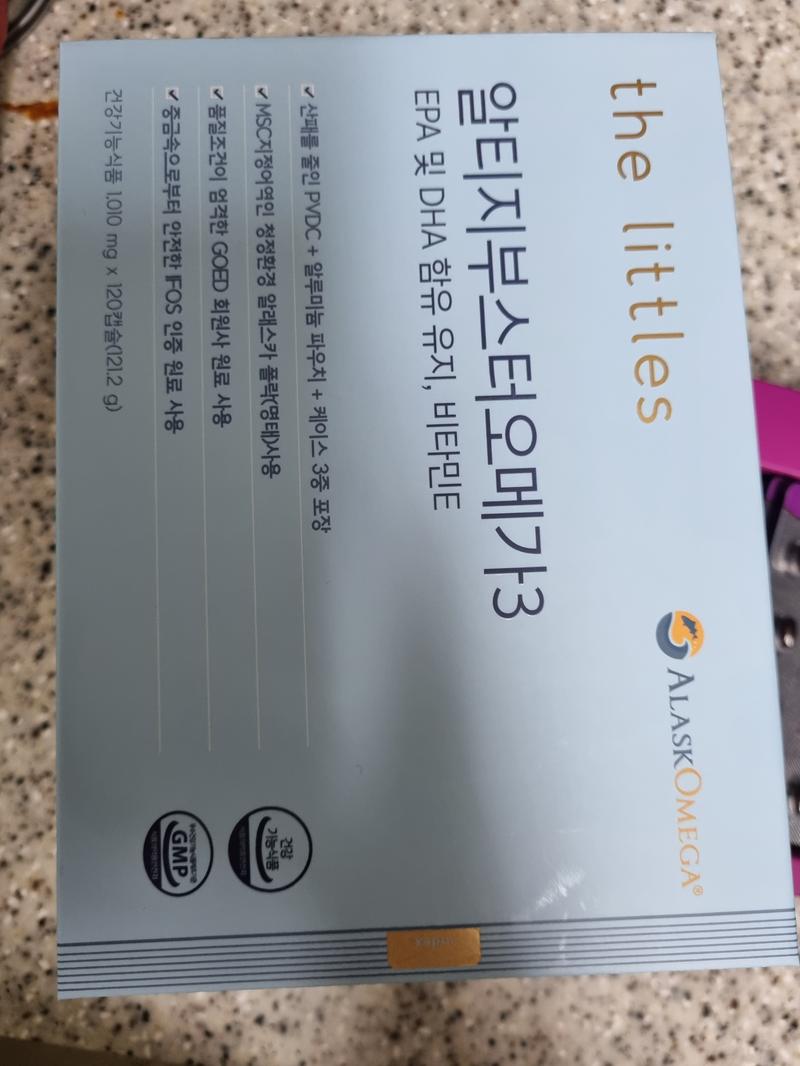 the littles
ALASKOMEGA®
알티지부스터오메가3
EPA 및 DHA 함유 유지, 비타민E
✔ 산패를 줄인 PVDC + 알루미늄 파우치 + 케이스 3중 포장
✔ MSC지정어역인 청정환경 알래스카 폴락(명태)사용
✔ 품질조건이 엄격한 GOED 회원사 원료 사용
✔ 중금속으로부터 안전한 IFOS 인증 원료 사용
건강기능식품 1,010 mg x 120캡슐(121.2 g)
건강
기능식품
GMP
index